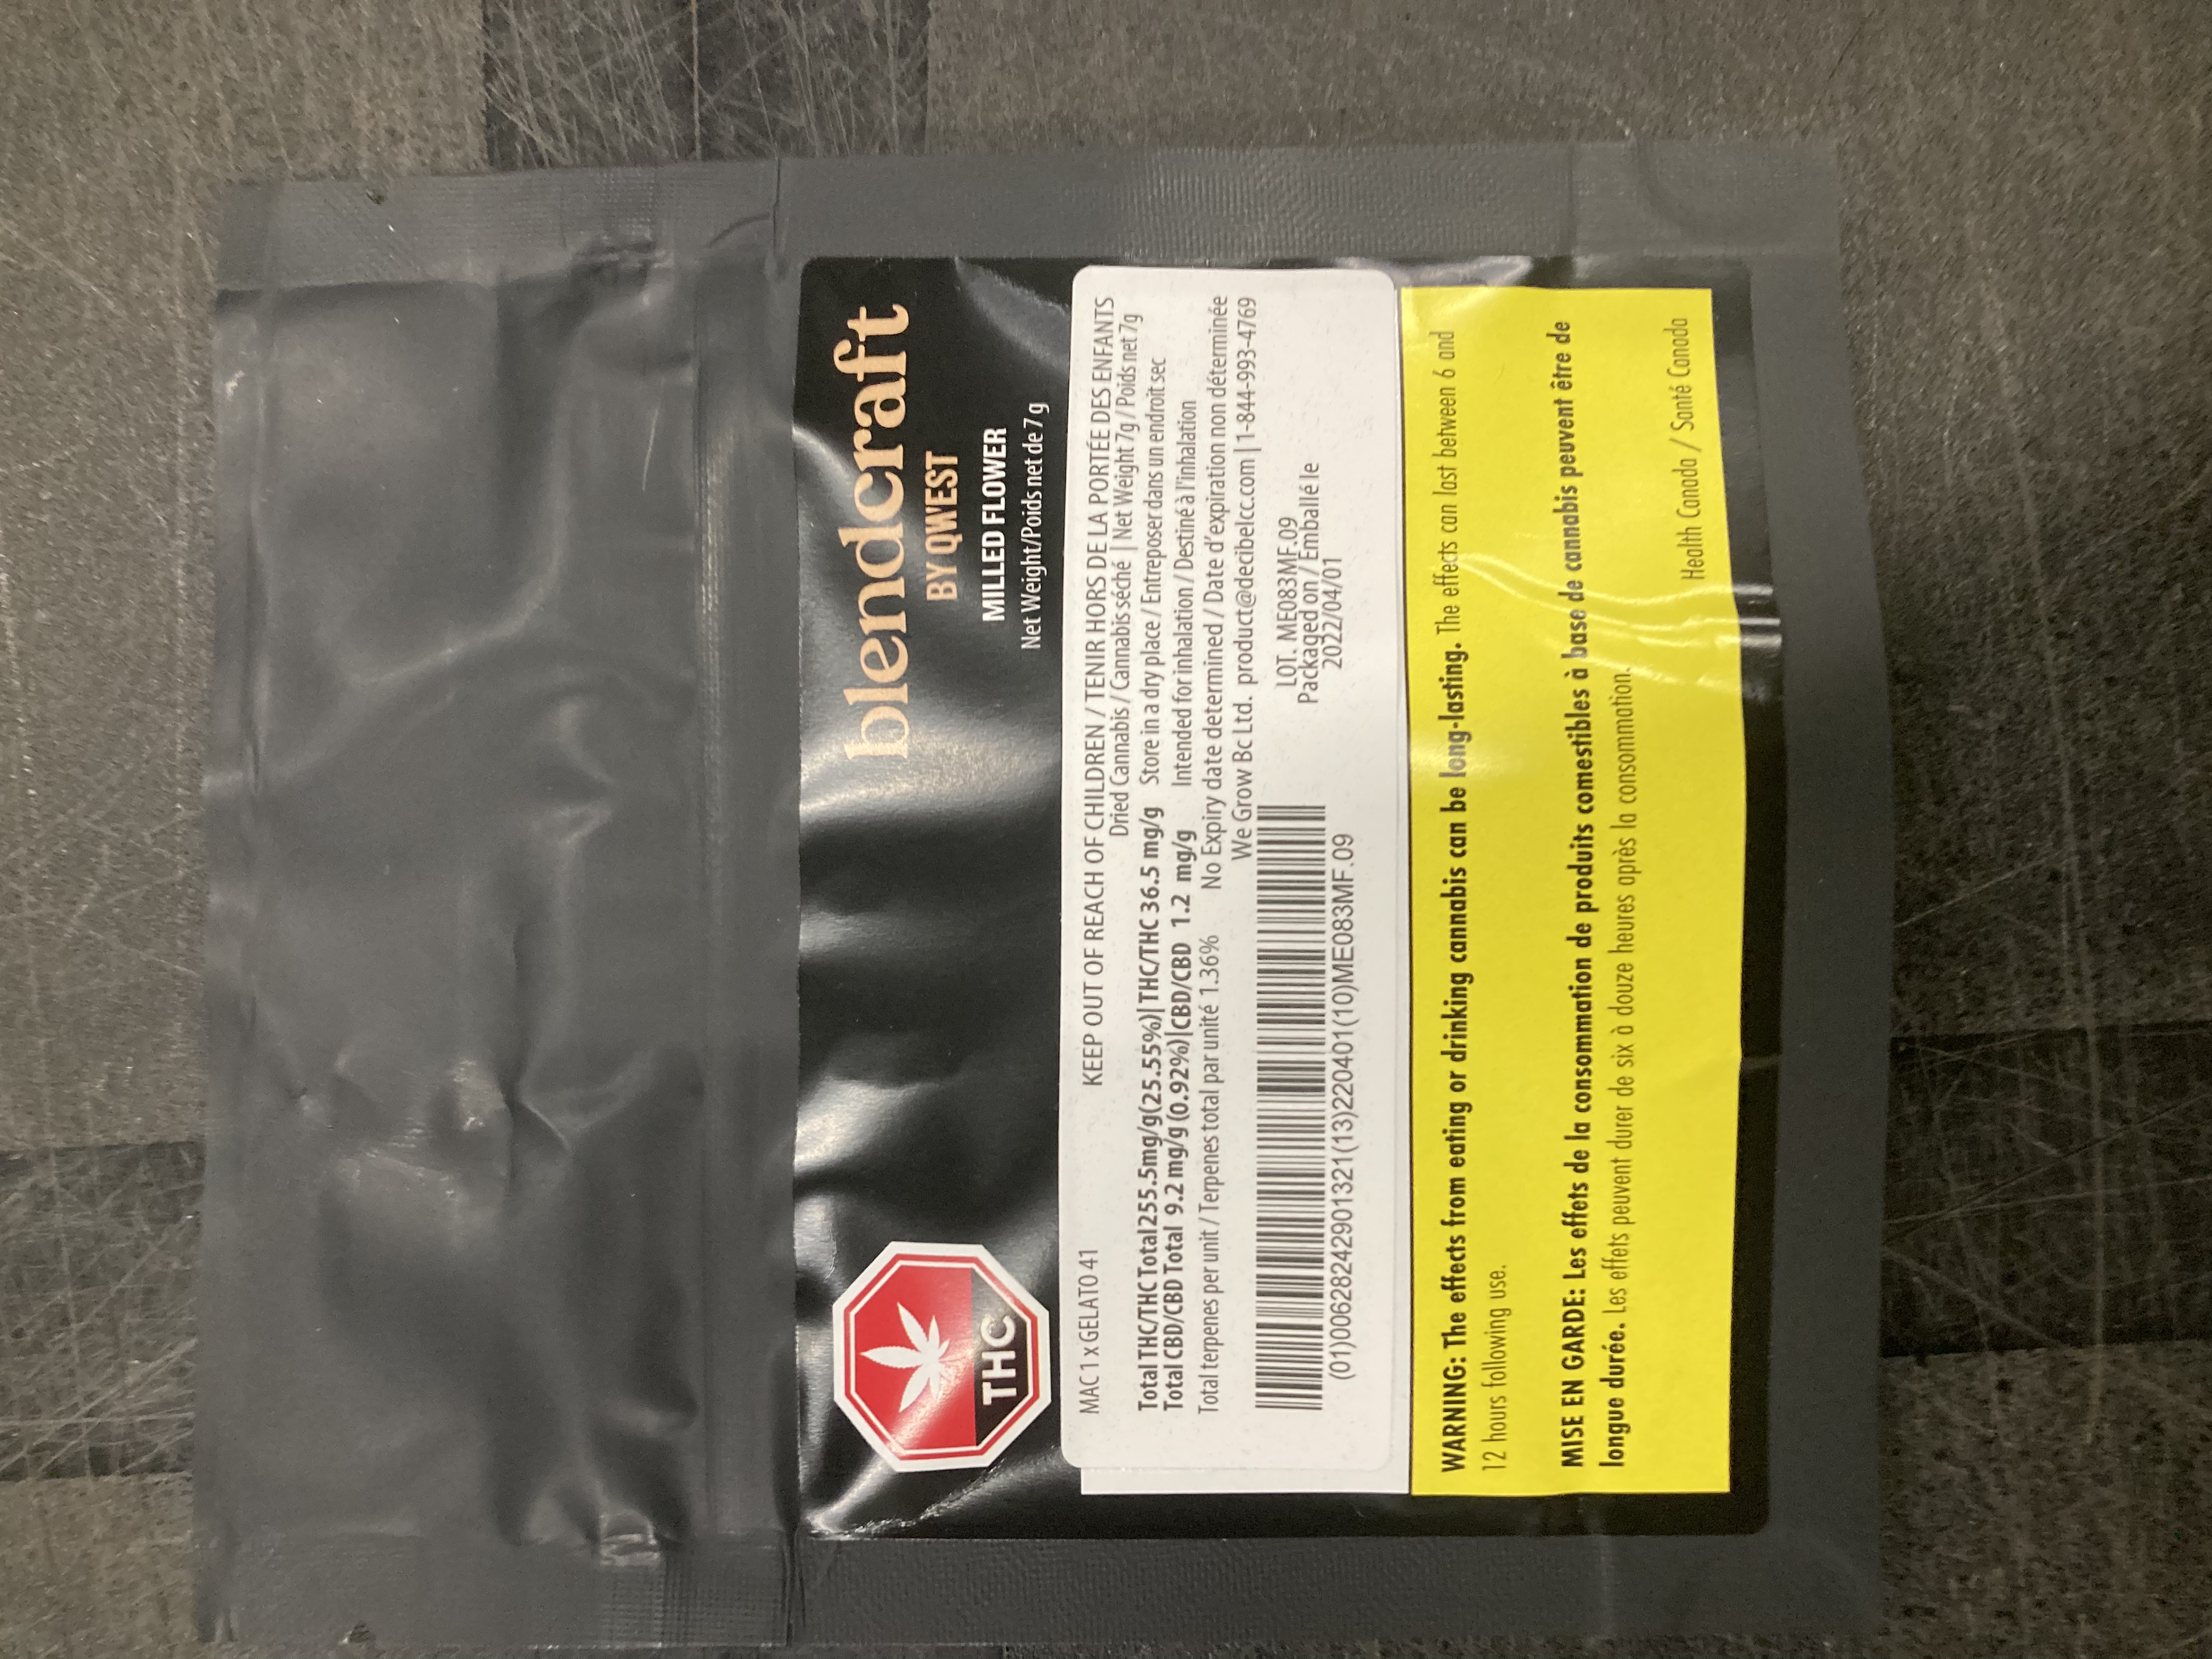 THC
blendcraft
BY QWEST
MILLED FLOWER
Net Weight/Poids net de 7 g
MAC 1 x GELATO 41
KEEP OUT OF REACH OF CHILDREN / TENIR HORS DE LA PORTÉE DES ENFANTS
Dried Cannabis / Cannabis séché | Net Weight 7g / Poids net 7g
Total THC/THC Total 255.5mg/g(25.55%)| THC/THC 36.5 mg/g
Store in a dry place / Entreposer dans un endroit sec
Total CBD/CBD Total 9.2 mg/g (0.92%)|CBD/CBD 1.2 mg/g
Intended for inhalation / Destiné à l'inhalation
Total terpenes per unit / Terpenes total par unité 1.36%
No Expiry date determined / Date d'expiration non déterminée
We Grow Bc Ltd. product@decibelcc.com | 1-844-993-4769
LOT. ME083MF.09
Packaged on / Emballé le
2022/04/01
(01)00628242901321(13)220401(10)ME083MF.09
WARNING: The effects from eating or drinking cannabis can be long-lasting. The effects can last between 6 and
12 hours following use.
MISE EN GARDE: Les effets de la consommation de produits comestibles à base de cannabis peuvent être de
longue durée. Les effets peuvent durer de six à douze heures après la consommation.
Health Canada / Santé Canada